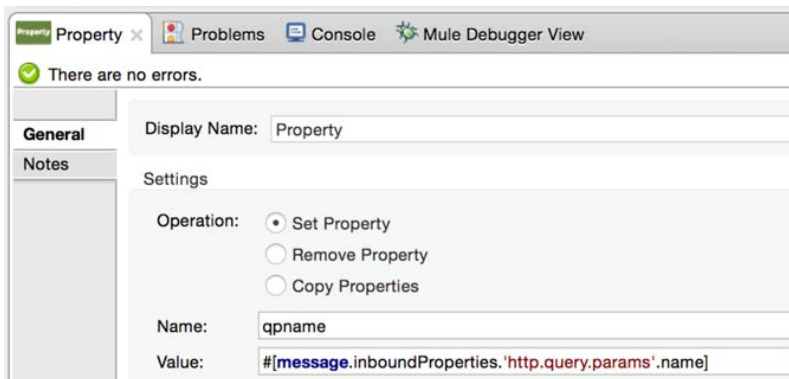 Property Property Problems Console Mule Debugger View
There are no errors.
General
Notes
Display Name: Property
Settings
Operation: Set Property
Remove Property
Copy Properties
Name: qpname
Value: #[message.inboundProperties.'http.query.params'.name]